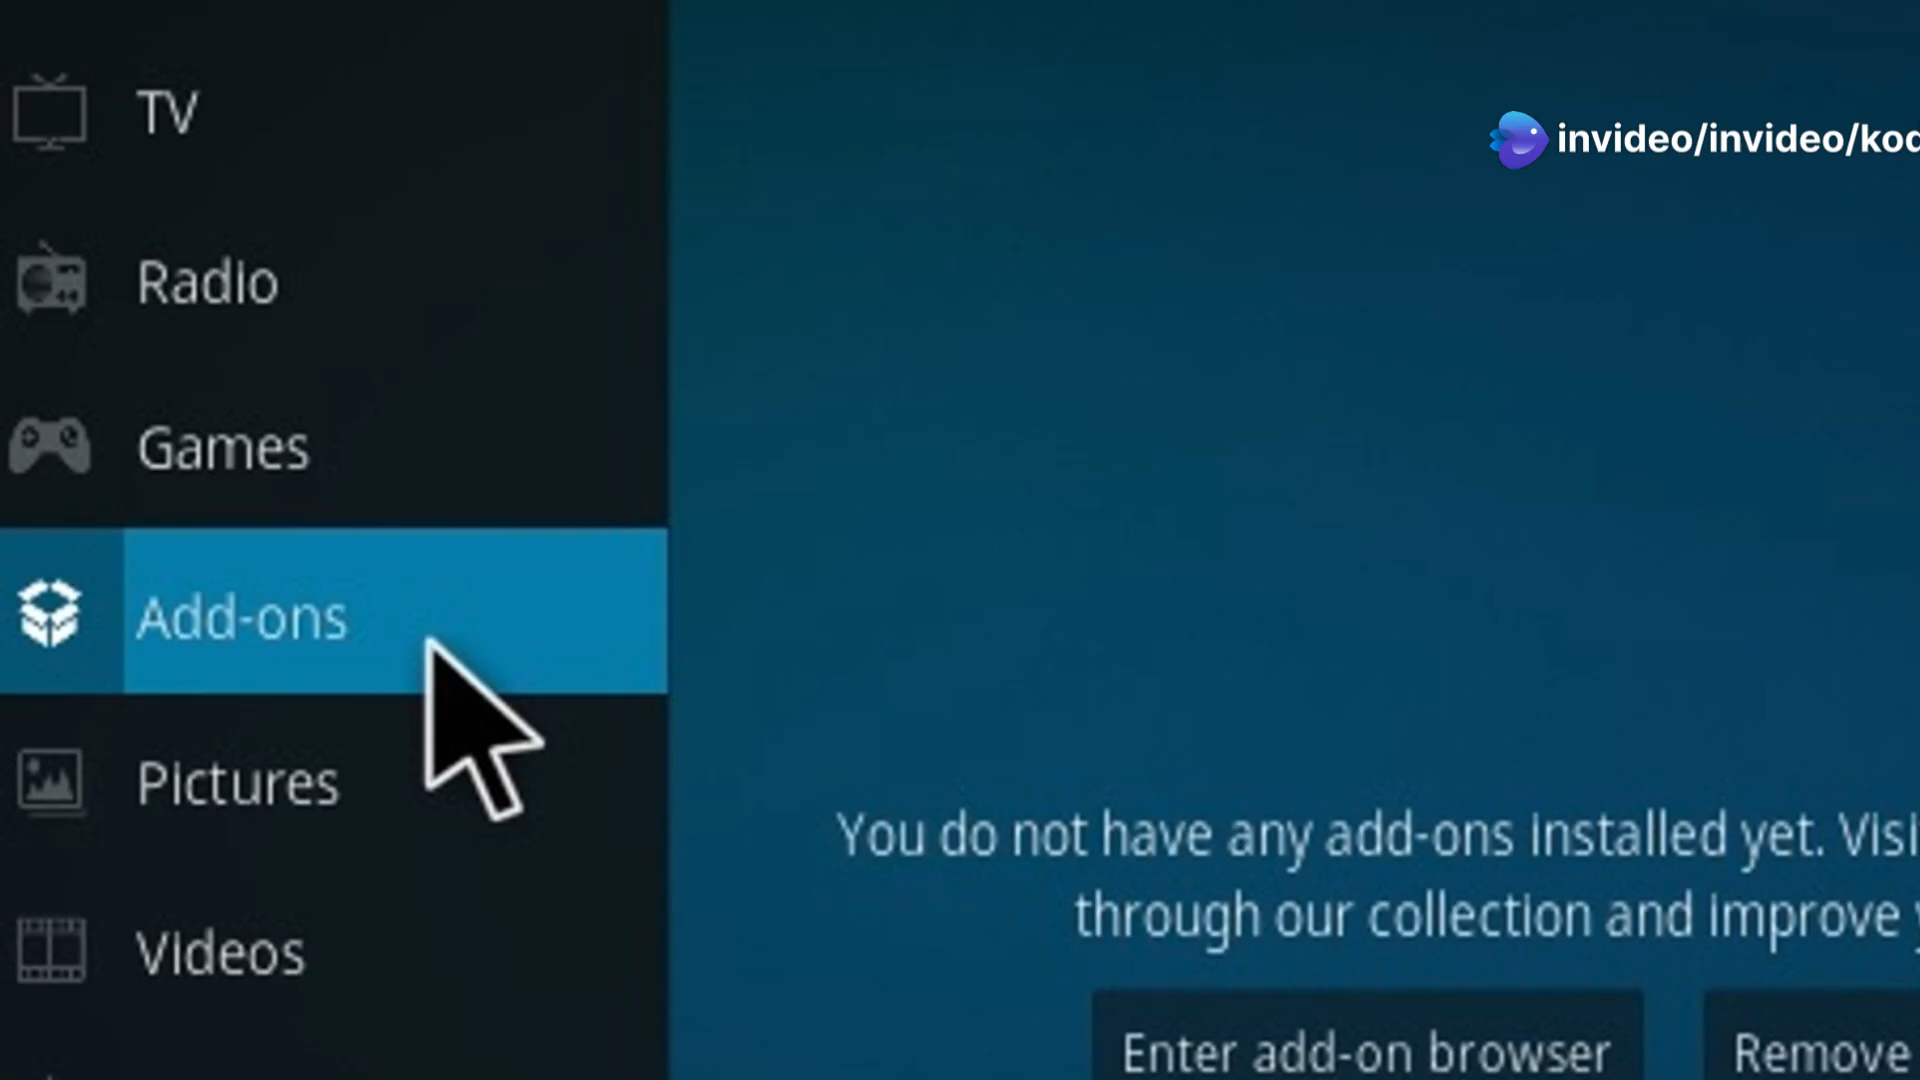 TV
invideo/invideo/kod
Radio
Games
Add-ons
Pictures
You do not have any add-ons installed yet. Visi
through our collection and improve
Videos
Enter add-on browser
Remove